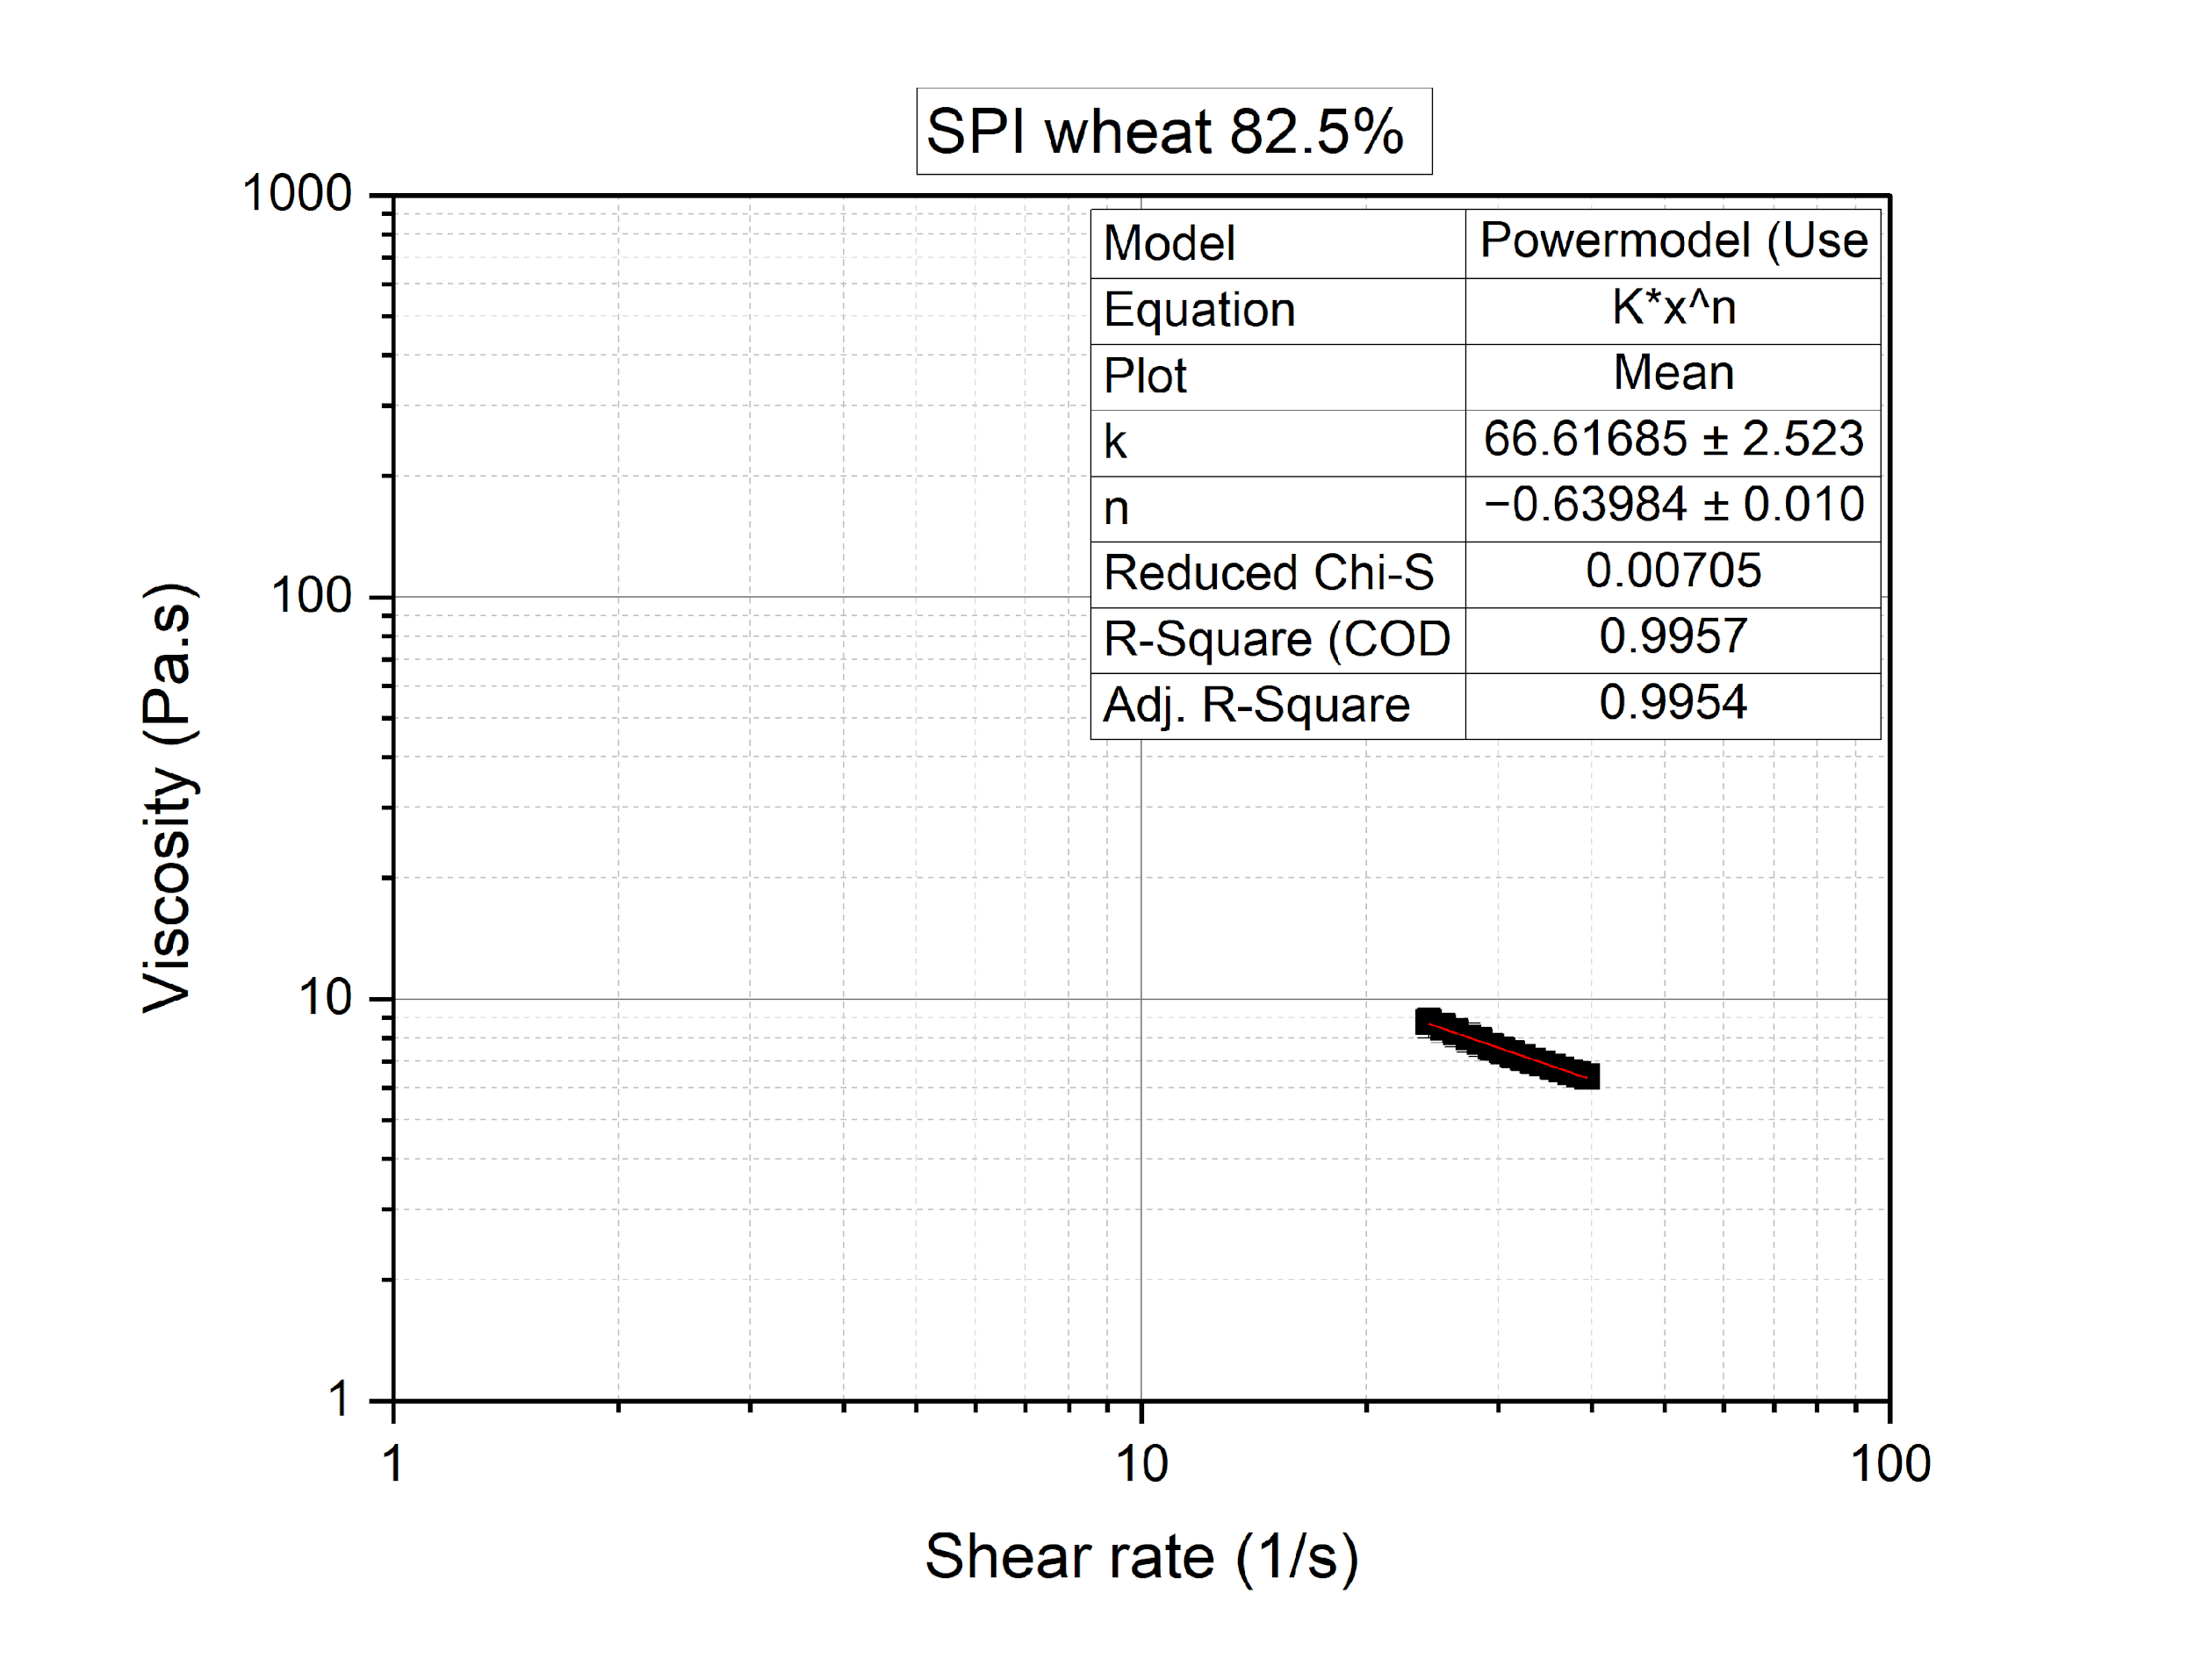 SPI wheat 82.5%
1000
100
10
1
Viscosity (Pa.s)
Model Powermodel (Use
Equation K*x^n
Plot Mean
k 66.61685 ± 2.523
n −0.63984 ± 0.010
Reduced Chi-S 0.00705
R-Square (COD 0.9957
Adj. R-Square 0.9954
1 10 100
Shear rate (1/s)